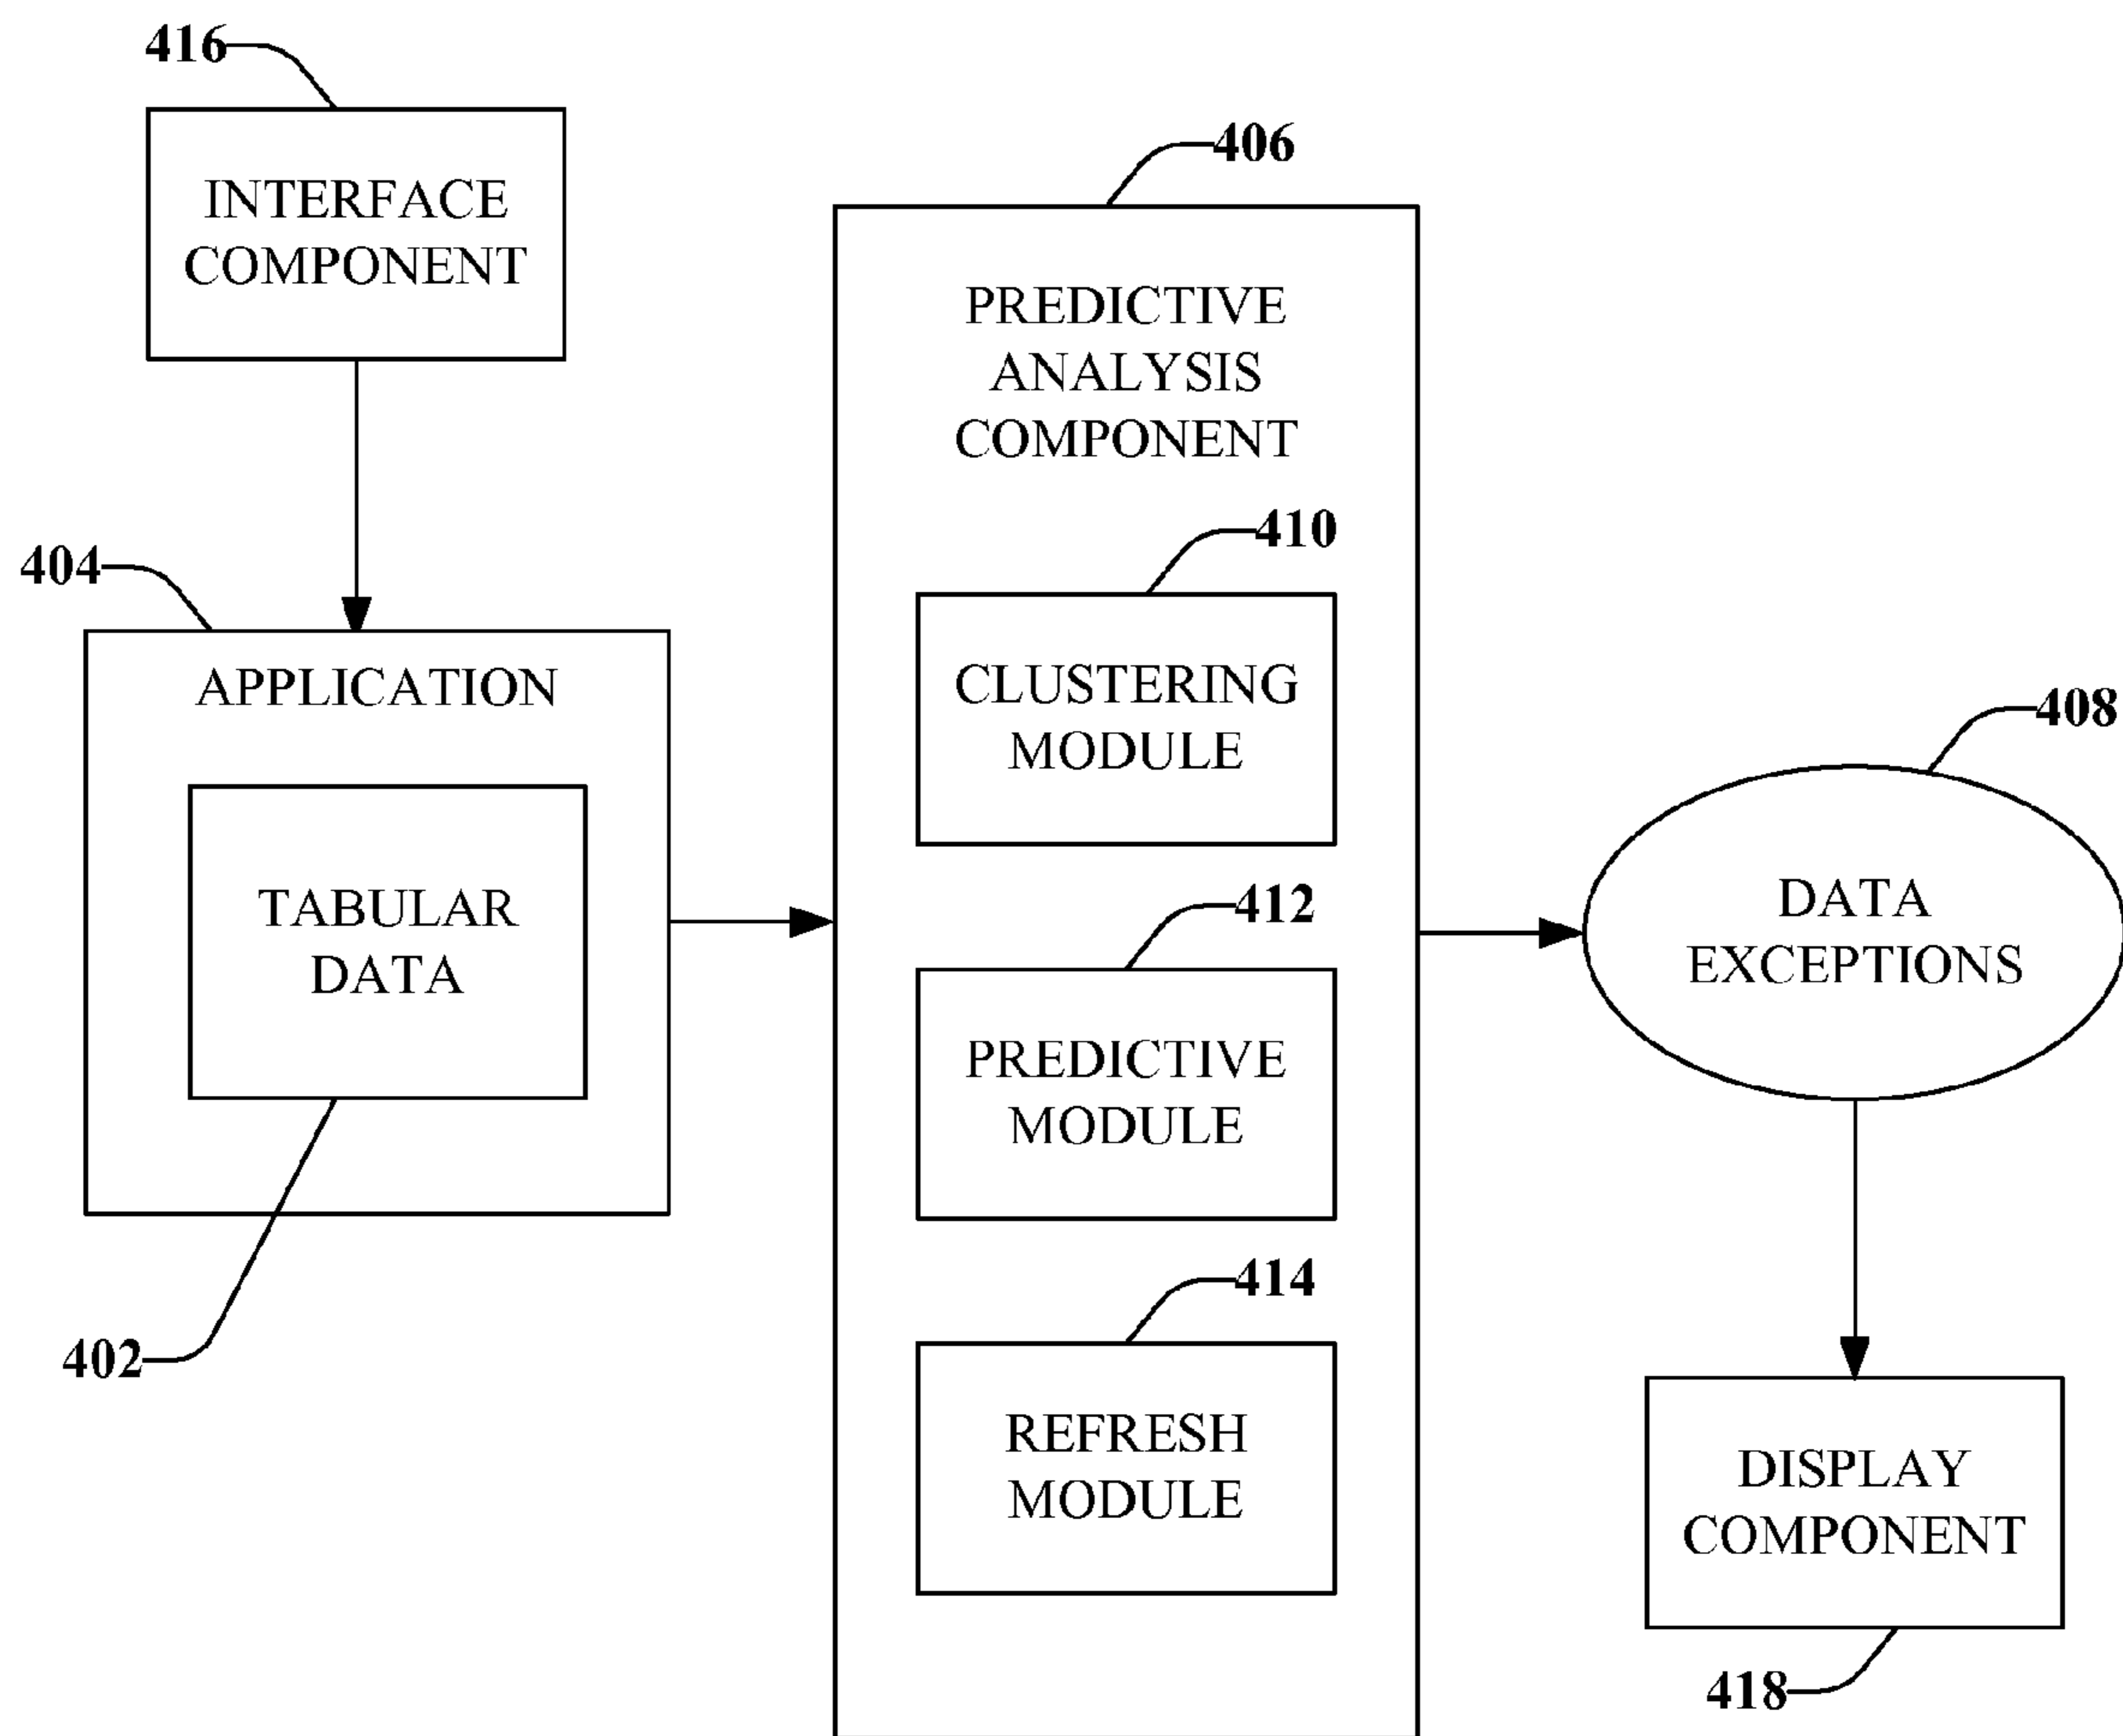 416
INTERFACE
COMPONENT
404
APPLICATION
TABULAR
DATA
402
406
PREDICTIVE
ANALYSIS
COMPONENT
410
CLUSTERING
MODULE
412
PREDICTIVE
MODULE
414
REFRESH
MODULE
408
DATA
EXCEPTIONS
DISPLAY
COMPONENT
418